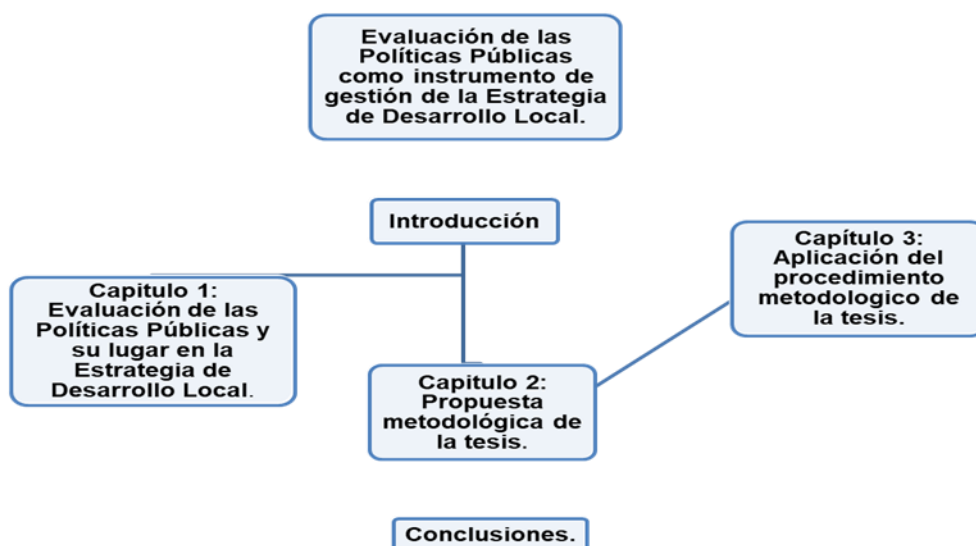 Evaluación de las
Políticas Públicas
como instrumento de
gestión de la Estrategia
de Desarrollo Local.
Introducción
Capitulo 1:
Evaluación de las
Políticas Públicas y
su lugar en la
Estrategia de
Desarrollo Local.
Capitulo 2:
Propuesta
metodológica de
la tesis.
Capítulo 3:
Aplicación del
procedimiento
metodologico de
la tesis.
Conclusiones.